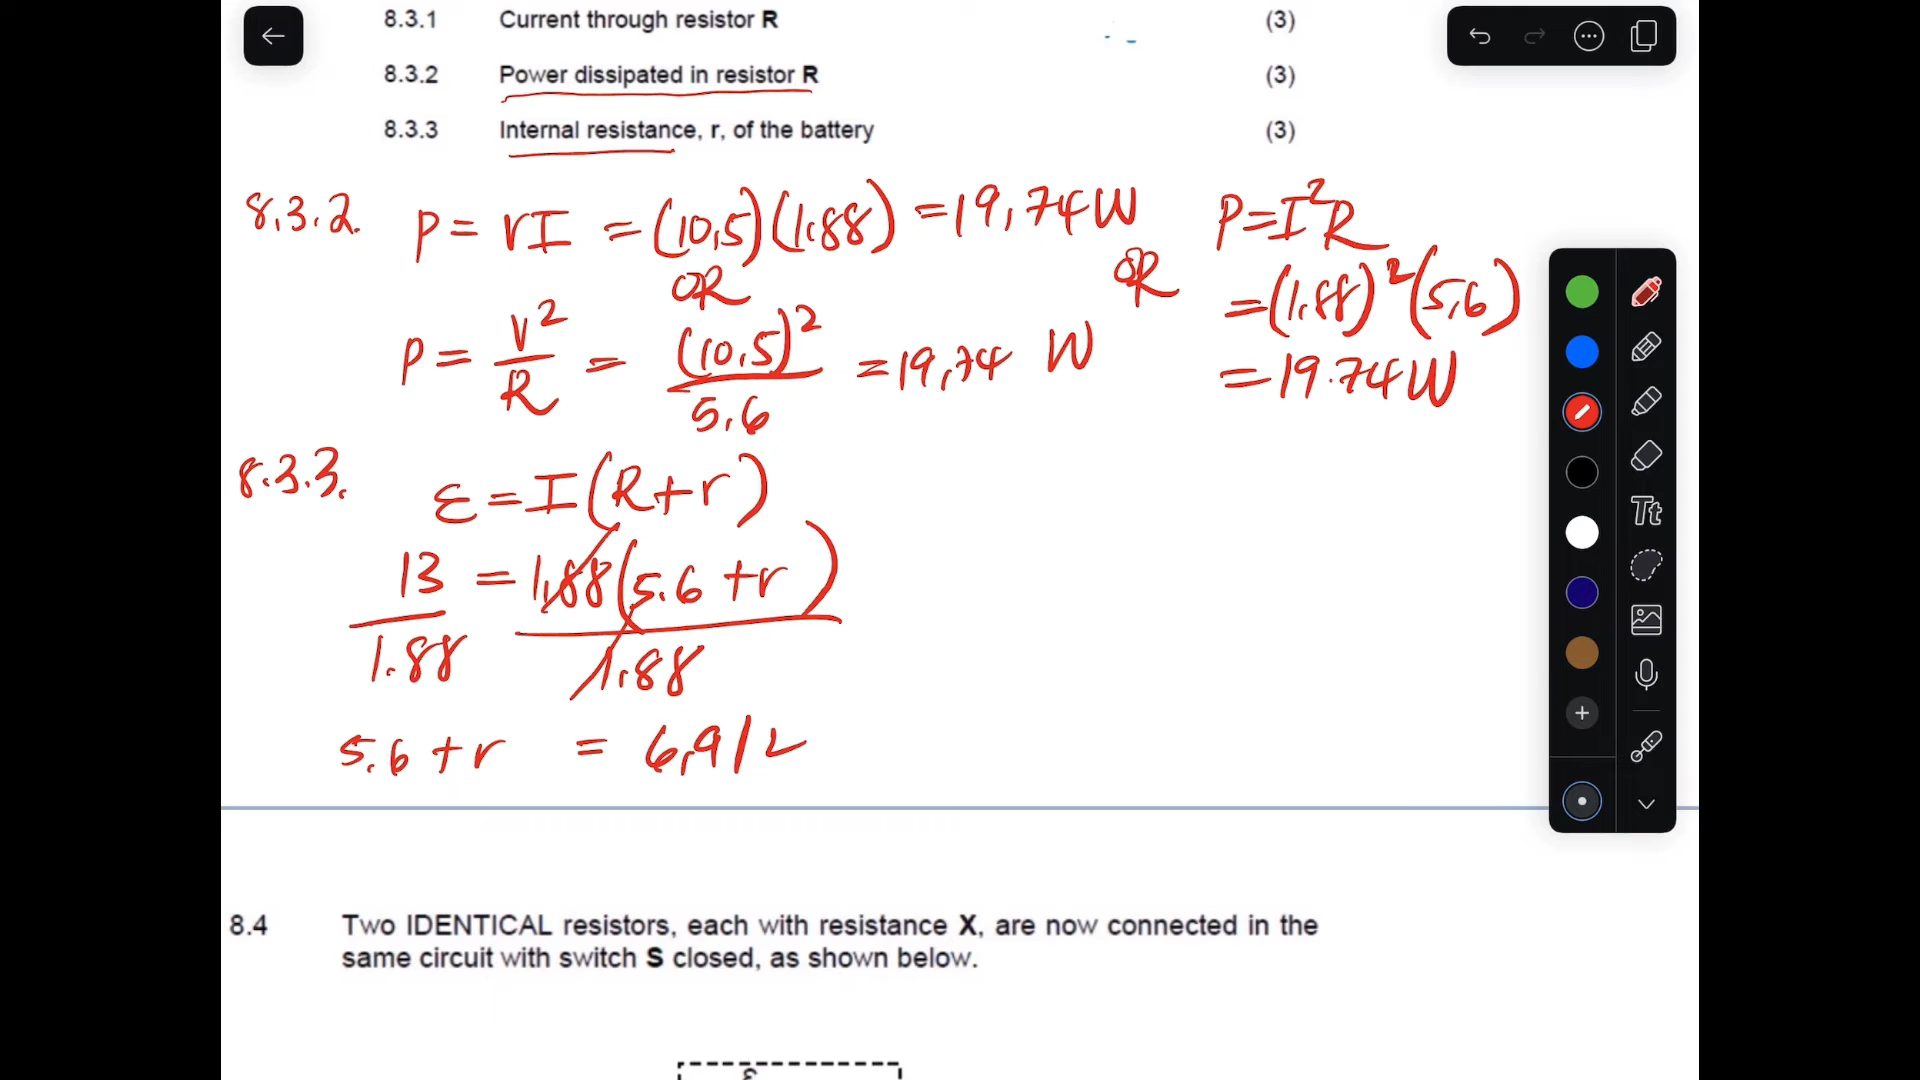 8.3.1 Current through resistor R (3)
8.3.2 Power dissipated in resistor R (3)
8.3.3 Internal resistance, r, of the battery (3)
8.3.2. P = VI = (10,5)(1.88) = 19,74 W
OR
P = V²/R = (10,5)²/5,6 = 19,74 W
OR
P = I²R
= (1.88)²(5,6)
= 19.74 W
8.3.3. ε = I(R + r)
13/1.88 = 1,88(5.6 + r)/1.88
5.6 + r = 6,912
8.4 Two IDENTICAL resistors, each with resistance X, are now connected in the
same circuit with switch S closed, as shown below.
ε
Tt